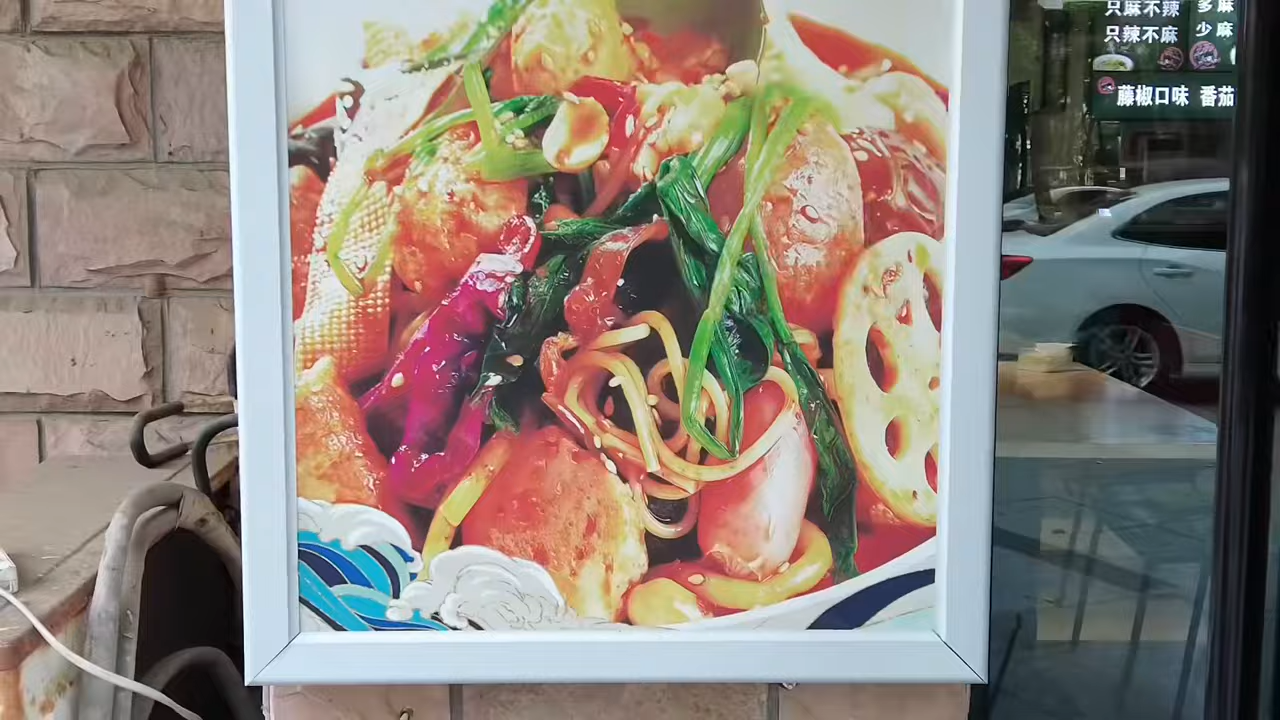 只麻不辣 多麻
只辣不麻 少麻
藤椒口味 番茄